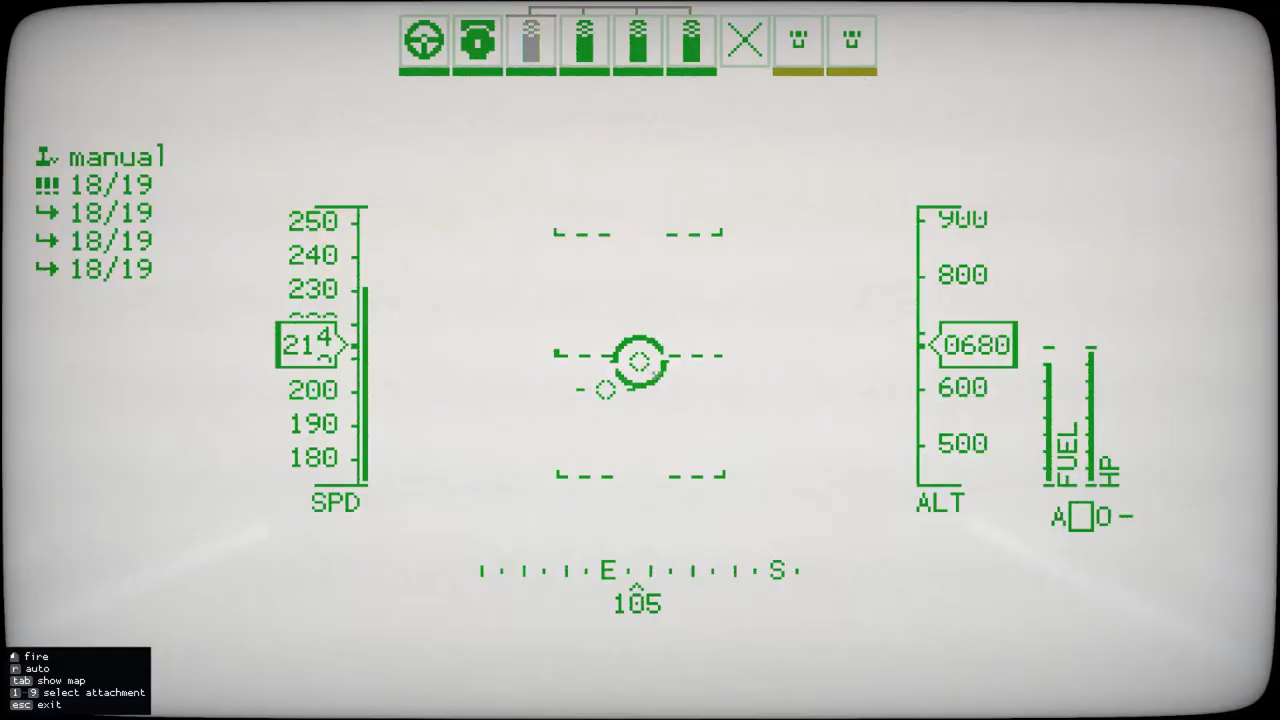 manual
18/19
18/19
18/19
18/19
250
240
230
214
200
190
180
SPD
900
800
0680
600
500
ALT
FUEL
HP
E
S
105
fire
r auto
tab show map
1 - 9 select attachment
esc exit